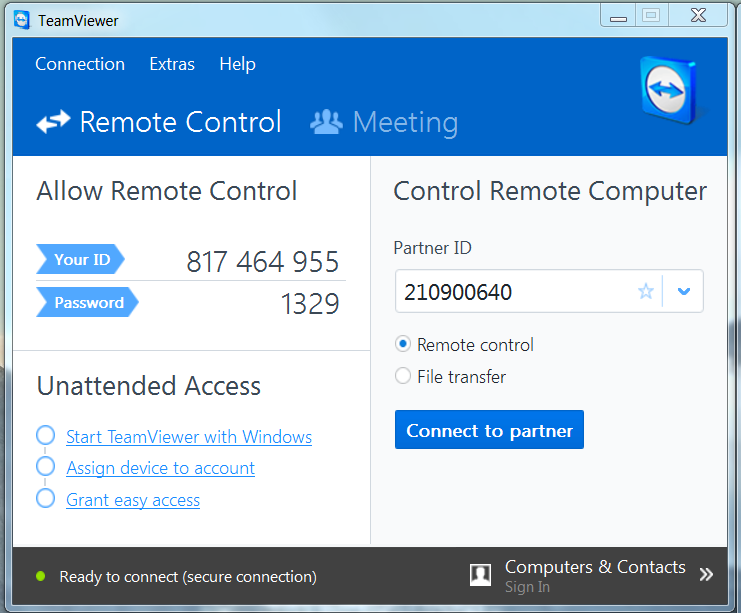 TeamViewer
Connection Extras Help
Remote Control Meeting
Allow Remote Control
Your ID 817 464 955
Password 1329
Unattended Access
Start TeamViewer with Windows
Assign device to account
Grant easy access
Control Remote Computer
Partner ID
210900640
Remote control
File transfer
Connect to partner
Ready to connect (secure connection)
Computers & Contacts
Sign In